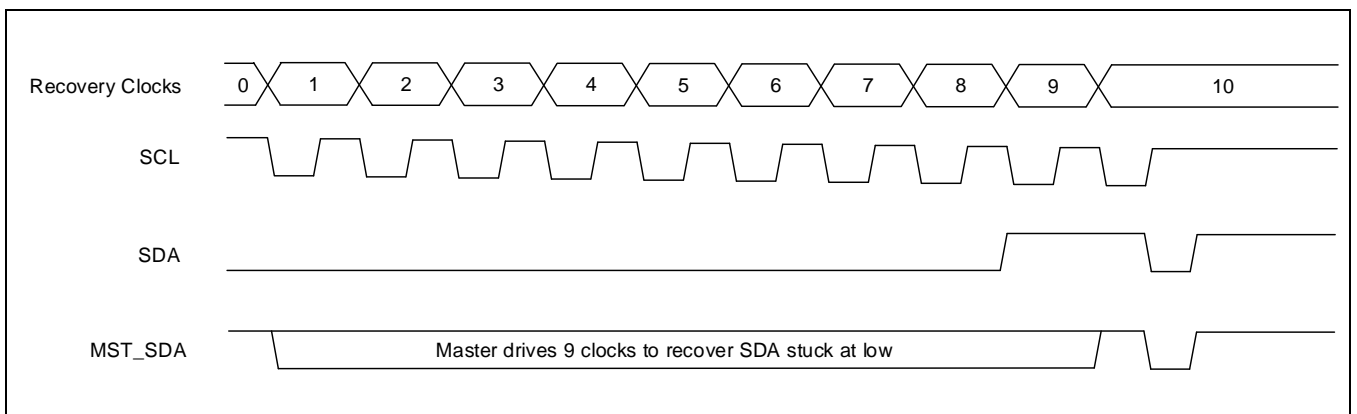 Recovery Clocks 0 1 2 3 4 5 6 7 8 9 10
SCL
SDA
MST_SDA Master drives 9 clocks to recover SDA stuck at low